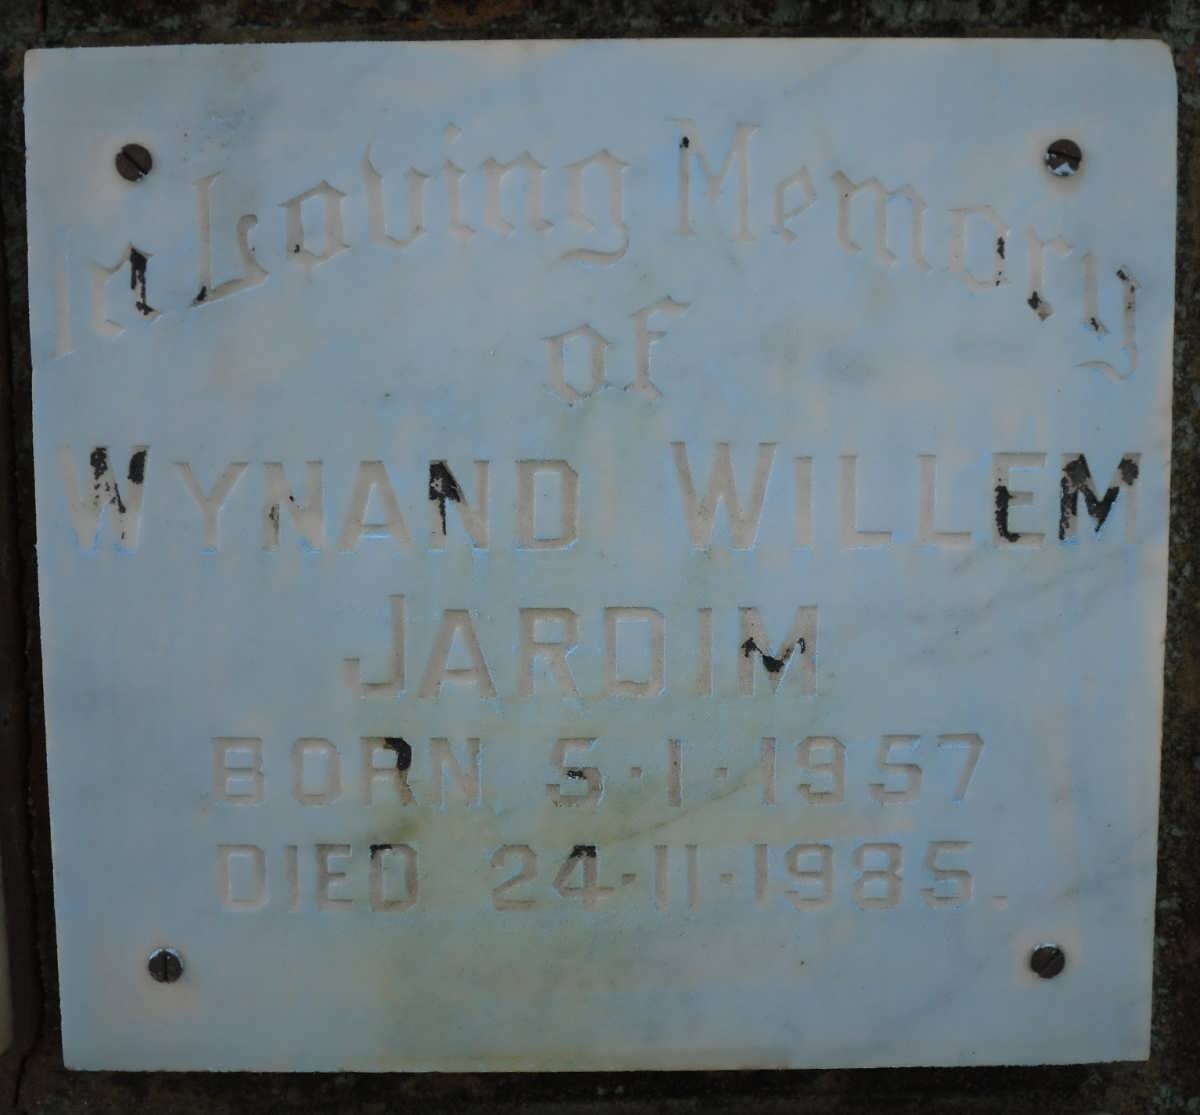 In Loving Memory
of
WYNAND WILLEM
JARDIM
BORN 5·1·1957
DIED 24·11·1985.